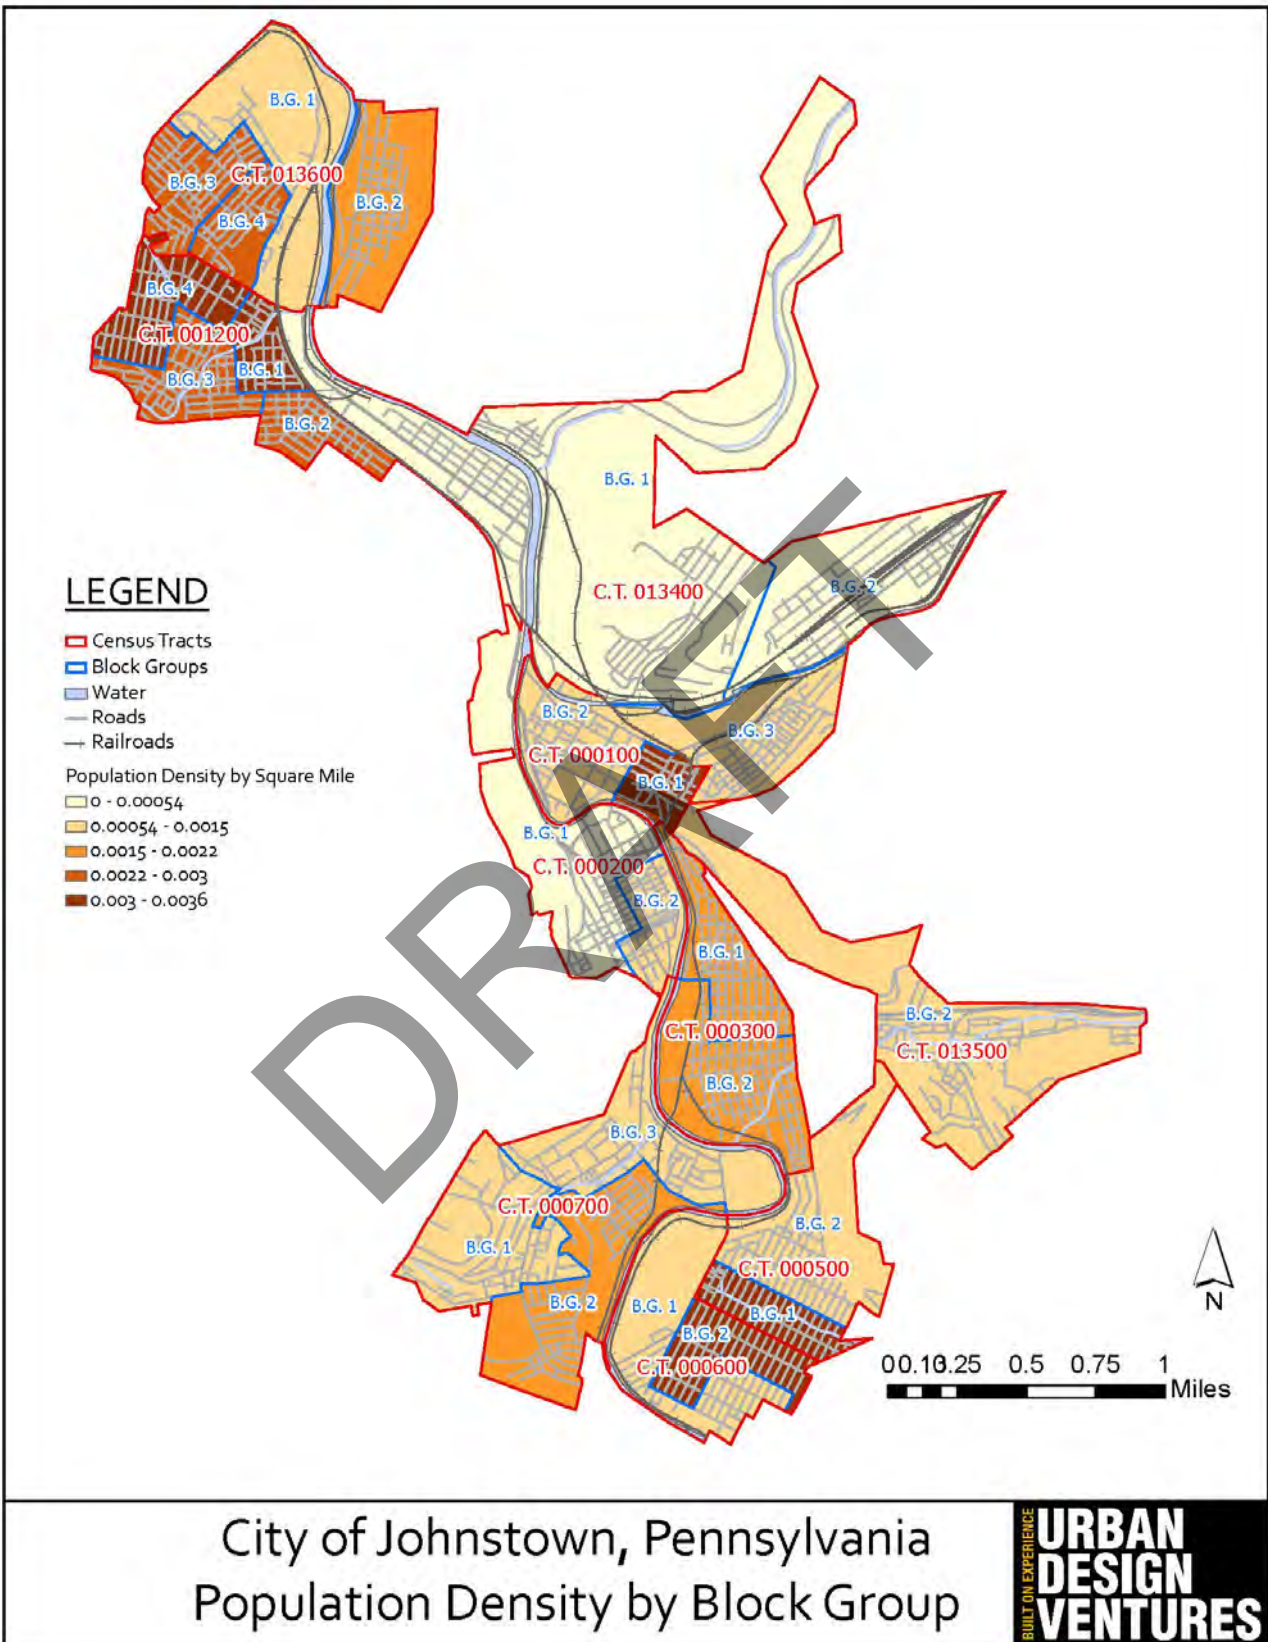 B.G. 1
C.T. 013600
B.G. 3
B.G. 2
B.G. 4
B.G. 4
C.T. 001200
B.G. 3
B.G. 1
B.G. 2
B.G. 1
C.T. 013400
B.G. 2
LEGEND
Census Tracts
Block Groups
Water
Roads
Railroads
Population Density by Square Mile
0 - 0.00054
0.00054 - 0.0015
0.0015 - 0.0022
0.0022 - 0.003
0.003 - 0.0036
B.G. 2
B.G. 3
C.T. 000100
B.G. 1
B.G. 1
C.T. 000200
B.G. 2
B.G. 1
C.T. 000300
B.G. 2
B.G. 2
C.T. 013500
B.G. 3
C.T. 000700
B.G. 1
B.G. 2
B.G. 2
C.T. 000500
B.G. 1
B.G. 1
B.G. 2
C.T. 000600
DRAFT
N
0 0.13 0.25 0.5 0.75 1
Miles
City of Johnstown, Pennsylvania
Population Density by Block Group
BUILT ON EXPERIENCE
URBAN
DESIGN
VENTURES